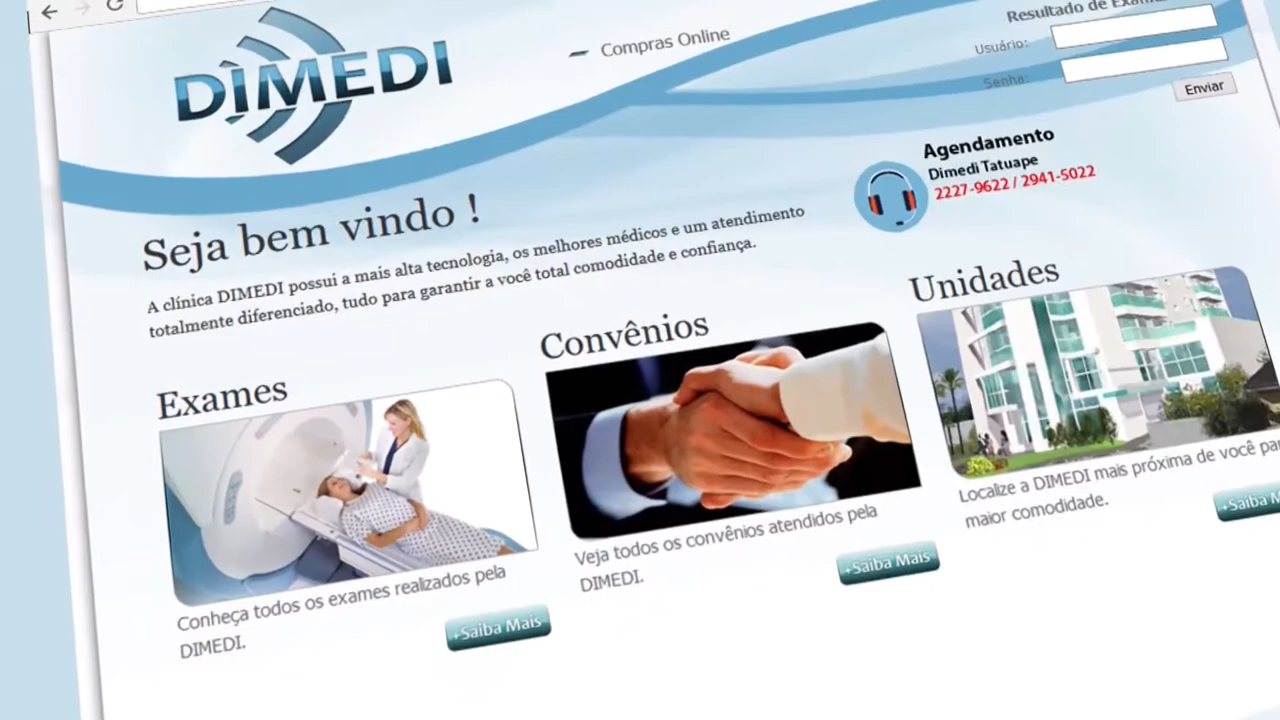 DIMEDI
Compras Online
Resultado de
Usuário:
Senha:
Enviar
Agendamento
Dimedi Tatuape
2227-9622 / 2941-5022
Seja bem vindo !
A clínica DIMEDI possui a mais alta tecnologia, os melhores médicos e um atendimento
totalmente diferenciado, tudo para garantir a você total comodidade e confiança.
Exames
Conheça todos os exames realizados pela
DIMEDI.
+Saiba Mais
Convênios
Veja todos os convênios atendidos pela
DIMEDI.
+Saiba Mais
Unidades
Localize a DIMEDI mais próxima de você
maior comodidade.
+Saiba